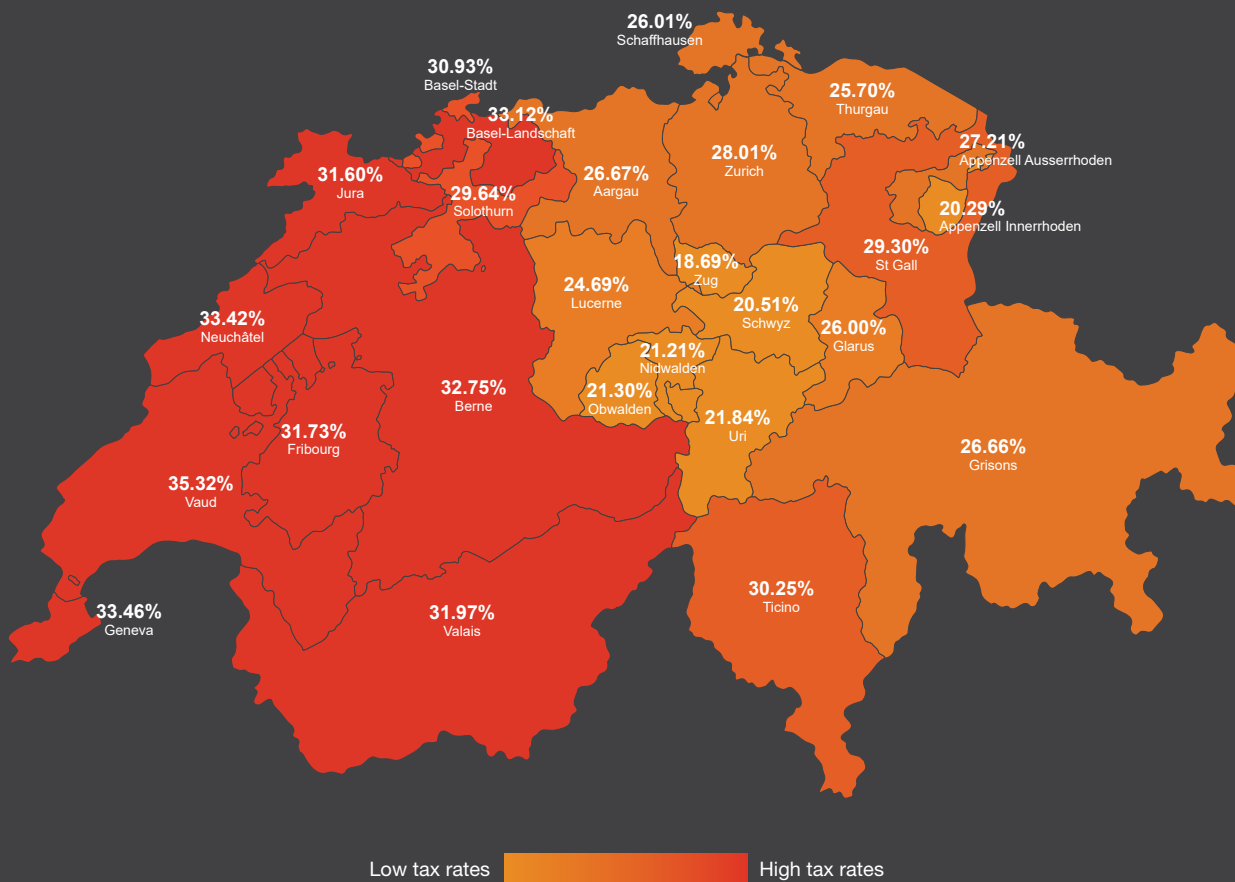 26.01%
Schaffhausen
30.93%
Basel-Stadt
33.12%
Basel-Landschaft
25.70%
Thurgau
27.21%
Appenzell Ausserrhoden
31.60%
Jura
29.64%
Solothurn
26.67%
Aargau
28.01%
Zurich
20.29%
Appenzell Innerrhoden
29.30%
St Gall
18.69%
Zug
24.69%
Lucerne
20.51%
Schwyz
33.42%
Neuchâtel
26.00%
Glarus
21.21%
Nidwalden
32.75%
Berne
21.30%
Obwalden
21.84%
Uri
31.73%
Fribourg
26.66%
Grisons
35.32%
Vaud
33.46%
Geneva
31.97%
Valais
30.25%
Ticino
Low tax rates
High tax rates